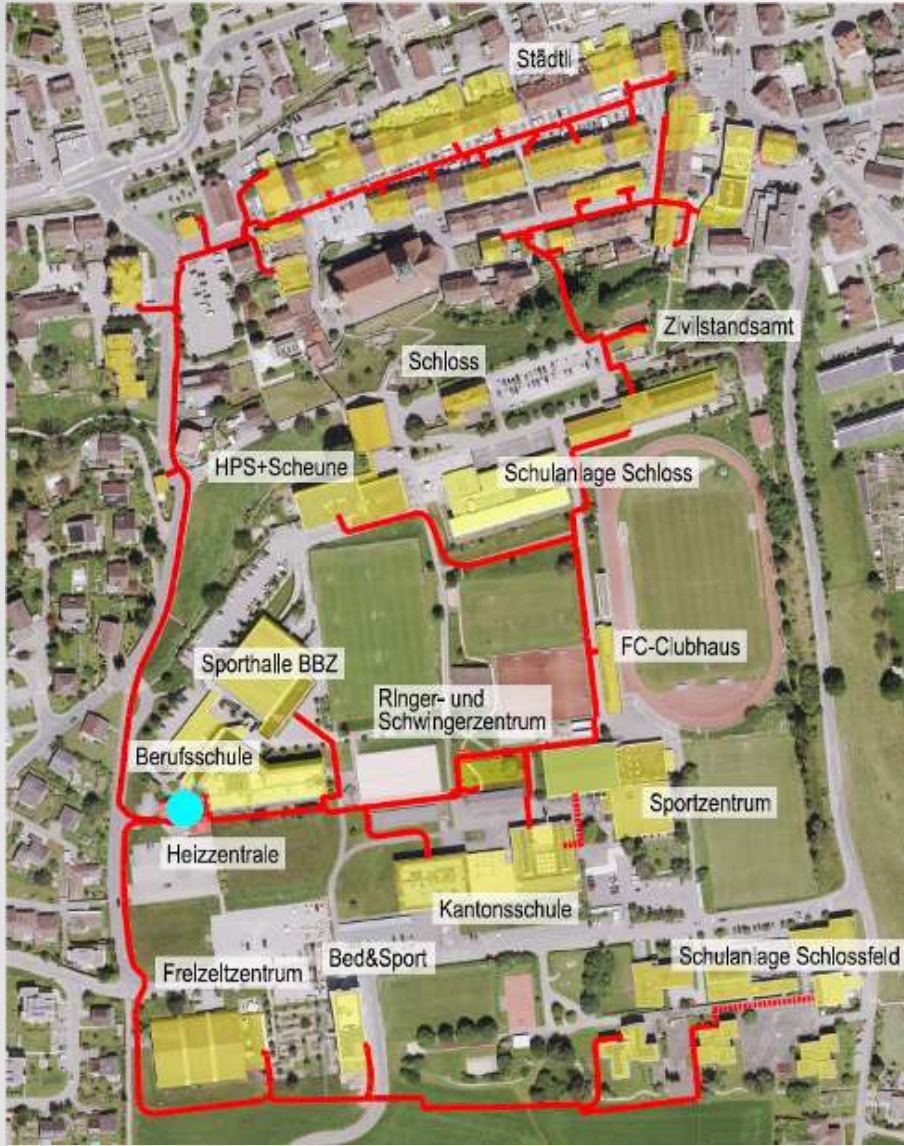 Städtli
Zivilstandsamt
Schloss
HPS+Scheune
Schulanlage Schloss
FC-Clubhaus
Sporthalle BBZ
RInger- und
Schwingerzentrum
Berufsschule
Sportzentrum
Heizzentrale
Kantonsschule
Bed&Sport
Schulanlage Schlossfeld
Freizeitzentrum